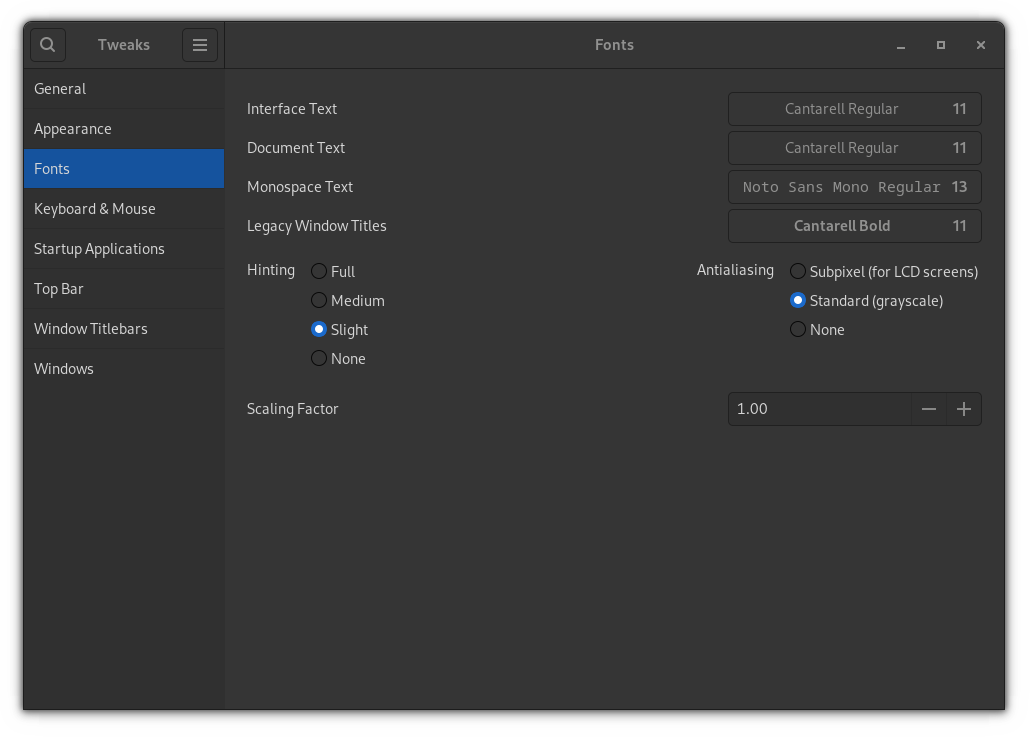 Tweaks
Fonts
General
Appearance
Fonts
Keyboard & Mouse
Startup Applications
Top Bar
Window Titlebars
Windows
Interface Text Cantarell Regular 11
Document Text Cantarell Regular 11
Monospace Text Noto Sans Mono Regular 13
Legacy Window Titles Cantarell Bold 11
Hinting
Full
Medium
Slight
None
Antialiasing
Subpixel (for LCD screens)
Standard (grayscale)
None
Scaling Factor 1.00